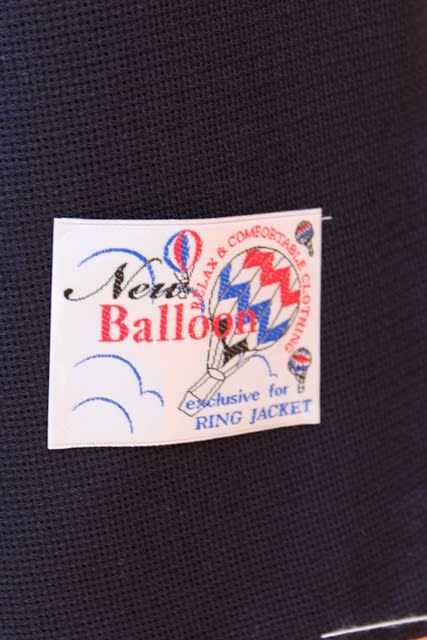 New
Balloon
RELAX & COMFORTABLE CLOTHING
exclusive for
RING JACKET